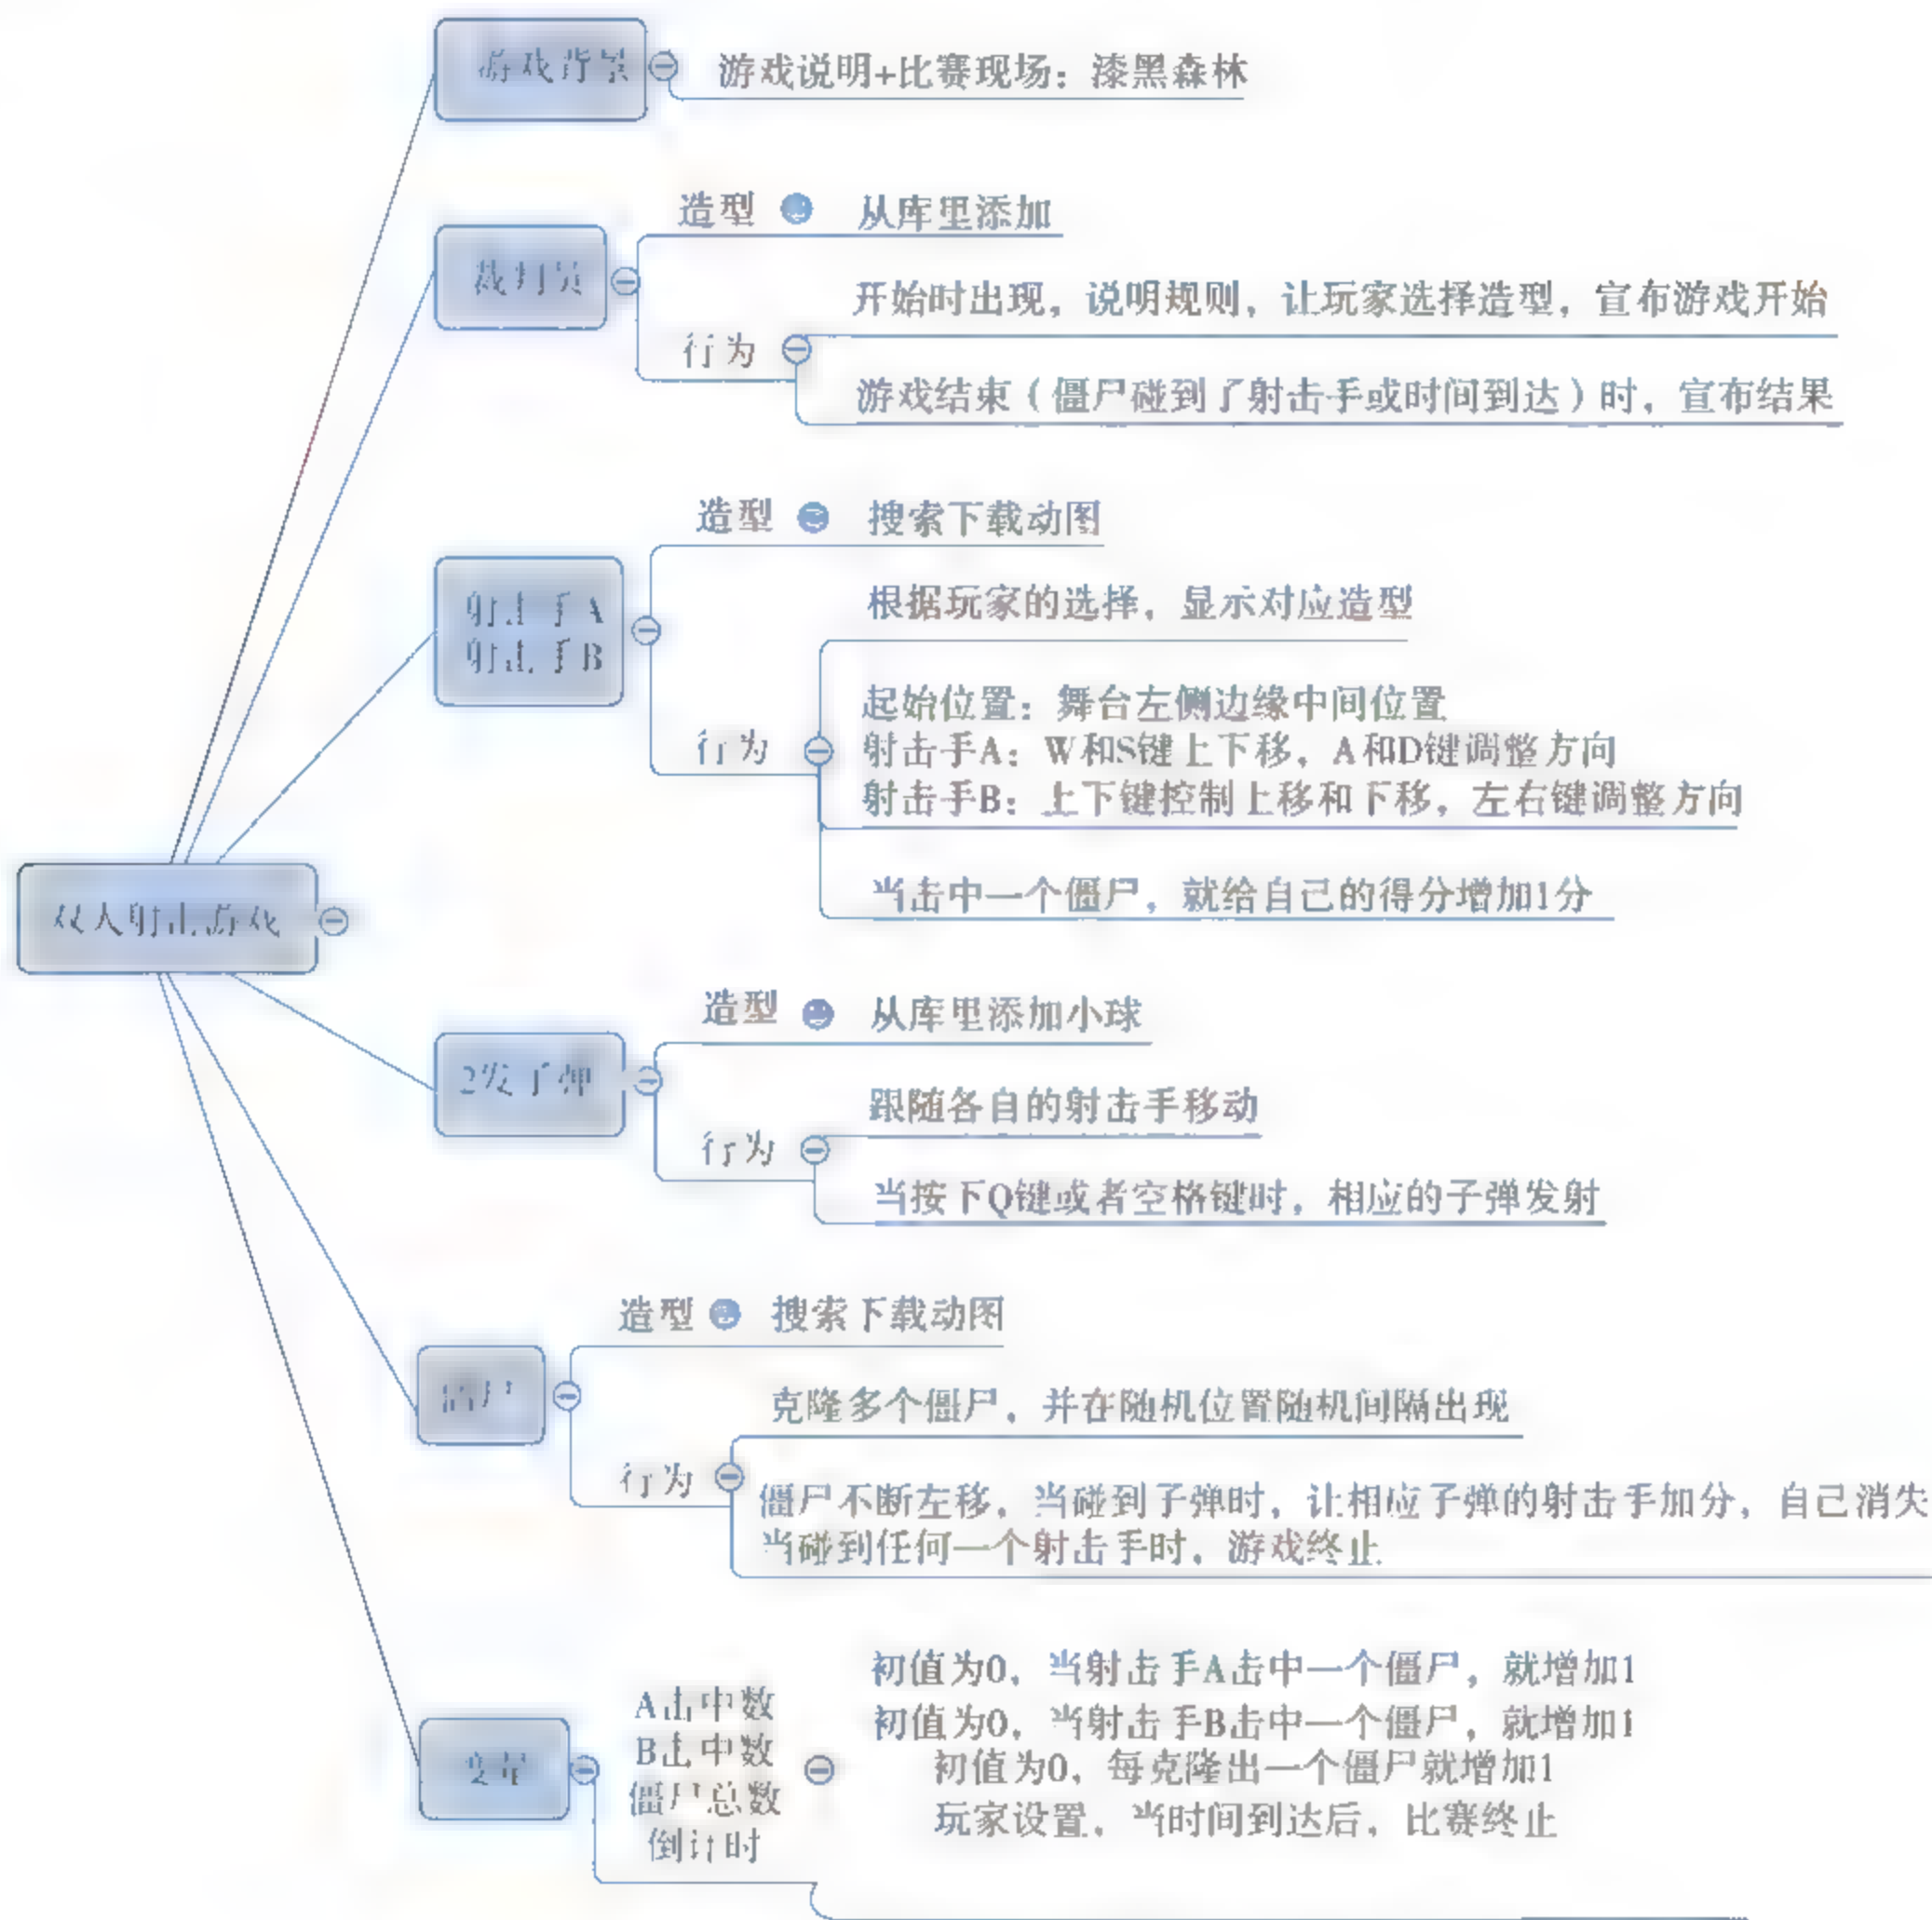 游戏背景
游戏说明+比赛现场：漆黑森林
裁判员
造型
从库里添加
行为
开始时出现，说明规则，让玩家选择造型，宣布游戏开始
游戏结束（僵尸碰到了射击手或时间到达）时，宣布结果
射击手A
射击手B
造型
搜索下载动图
行为
根据玩家的选择，显示对应造型
起始位置：舞台左侧边缘中间位置
射击手A：W和S键上下移，A和D键调整方向
射击手B：上下键控制上移和下移，左右键调整方向
当击中一个僵尸，就给自己的得分增加1分
双人射击游戏
2发子弹
造型
从库里添加小球
行为
跟随各自的射击手移动
当按下Q键或者空格键时，相应的子弹发射
僵尸
造型
搜索下载动图
行为
克隆多个僵尸，并在随机位置随机间隔出现
僵尸不断左移，当碰到子弹时，让相应子弹的射击手加分，自己消失
当碰到任何一个射击手时，游戏终止
变量
A击中数
B击中数
僵尸总数
倒计时
初值为0，当射击手A击中一个僵尸，就增加1
初值为0，当射击手B击中一个僵尸，就增加1
初值为0，每克隆出一个僵尸就增加1
玩家设置，当时间到达后，比赛终止